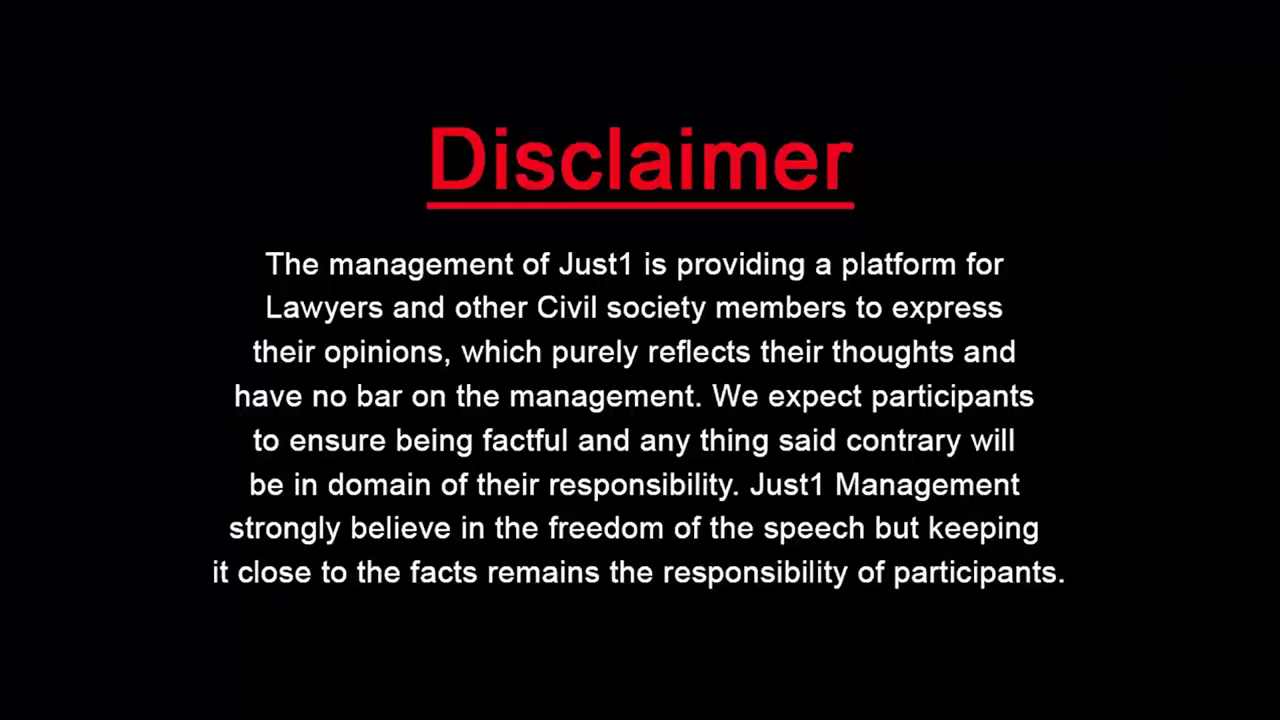 Disclaimer
The management of Just1 is providing a platform for
Lawyers and other Civil society members to express
their opinions, which purely reflects their thoughts and
have no bar on the management. We expect participants
to ensure being factful and any thing said contrary will
be in domain of their responsibility. Just1 Management
strongly believe in the freedom of the speech but keeping
it close to the facts remains the responsibility of participants.